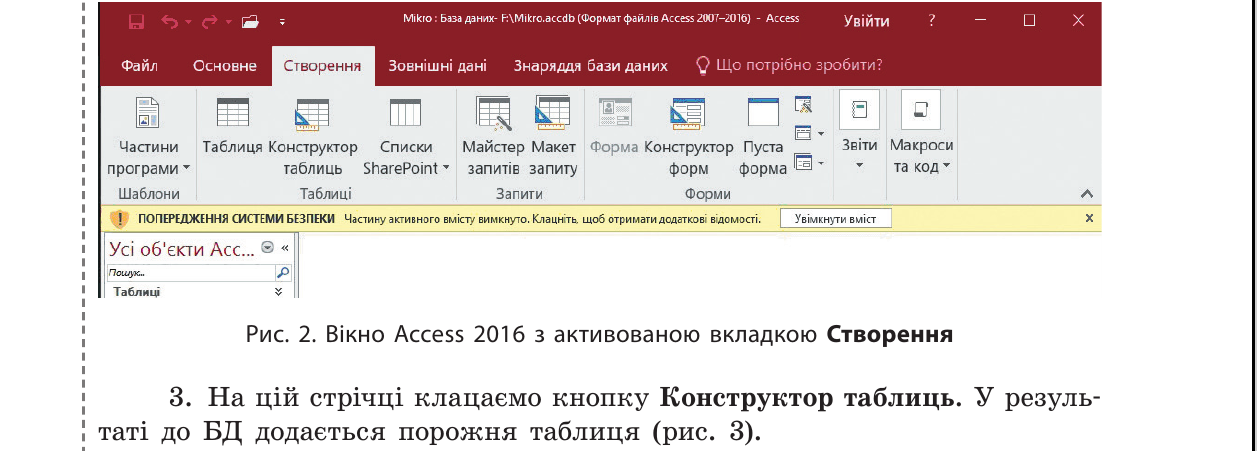 Mikro : База даних- F:\Mikro.accdb (Формат файлів Access 2007–2016) - Access Увійти ?
Файл Основне Створення Зовнішні дані Знаряддя бази даних Що потрібно зробити?
Частини Таблиця Конструктор Списки Майстер Макет Форма Конструктор Пуста Звіти Макроси
програми таблиць SharePoint запитів запиту форм форма та код
Шаблони Таблиці Запити Форми
ПОПЕРЕДЖЕННЯ СИСТЕМИ БЕЗПЕКИ Частину активного вмісту вимкнуто. Клацніть, щоб отримати додаткові відомості. Увімкнути вміст x
Усі об'єкти Acc... «
Пошук...
Таблиці
Рис. 2. Вікно Access 2016 з активованою вкладкою Створення
3. На цій стрічці клацаємо кнопку Конструктор таблиць. У резуль-
таті до БД додається порожня таблиця (рис. 3).